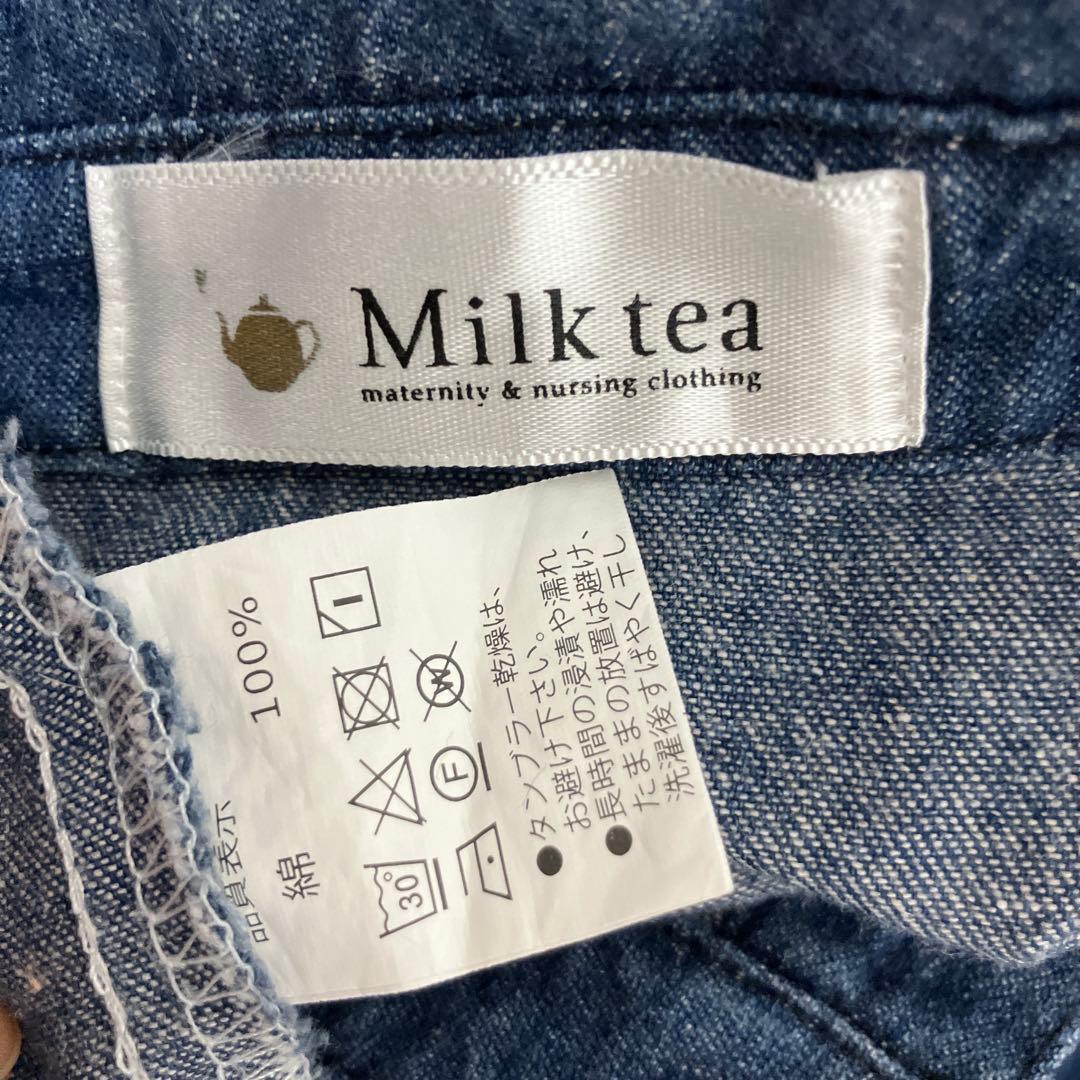 Milk tea
maternity & nursing clothing
品質表示
綿 100%
30
F
W
●タンブラー乾燥は、
お避け下さい。
●長時間の浸漬や濡れ
たままの放置は避け、
洗濯後すばやく干し